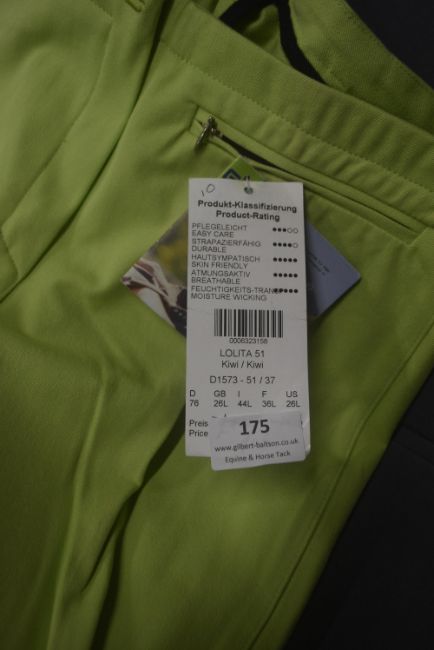 10
Produkt-Klassifizierung
Product-Rating
PFLEGELEICHT
EASY CARE
STRAPAZIERFÄHIG
DURABLE
HAUTSYMPATISCH
SKIN FRIENDLY
ATMUNGSAKTIV
BREATHABLE
FEUCHTIGKEITS-TRANSP
MOISTURE WICKING
0006323158
LOLITA 51
Kiwi / Kiwi
D1573 - 51 / 37
D GB I F US
76 26L 44L 36L 26L
Preis
Price
175
www.gilbert-baitson.co.uk
Equine & Horse Tack